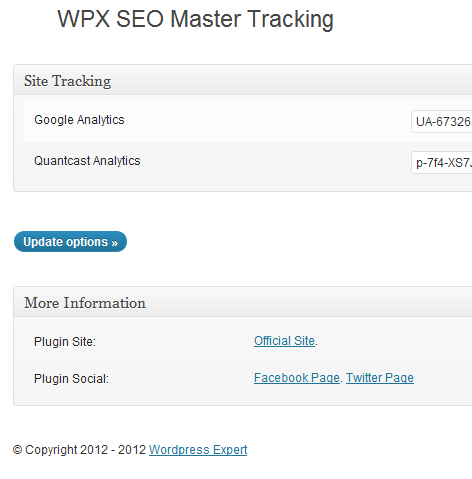 WPX SEO Master Tracking
Site Tracking
Google Analytics UA-67326
Quantcast Analytics p-7f4-XS7J
Update options »
More Information
Plugin Site: Official Site.
Plugin Social: Facebook Page. Twitter Page
© Copyright 2012 - 2012 Wordpress Expert